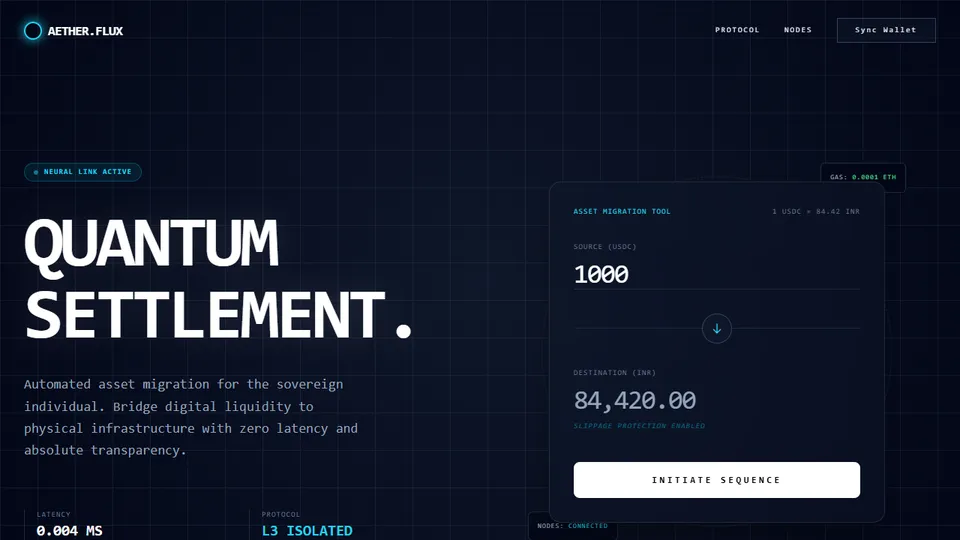 AETHER.FLUX
PROTOCOL
NODES
Sync Wallet
NEURAL LINK ACTIVE
QUANTUM
SETTLEMENT.
Automated asset migration for the sovereign
individual. Bridge digital liquidity to
physical infrastructure with zero latency and
absolute transparency.
LATENCY
0.004 MS
PROTOCOL
L3 ISOLATED
GAS: 0.0001 ETH
ASSET MIGRATION TOOL
1 USDC = 84.42 INR
SOURCE (USDC)
1000
DESTINATION (INR)
84,420.00
SLIPPAGE PROTECTION ENABLED
INITIATE SEQUENCE
NODES: CONNECTED